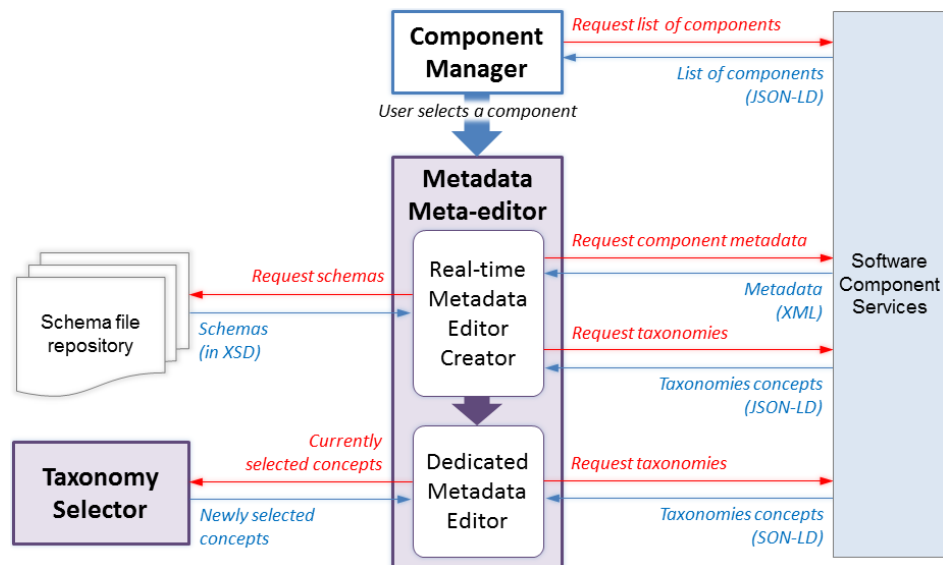 Component
Manager
Request list of components
List of components
(JSON-LD)
User selects a component
Metadata
Meta-editor
Real-time
Metadata
Editor
Creator
Request component metadata
Metadata
(XML)
Request taxonomies
Taxonomies concepts
(JSON-LD)
Software
Component
Services
Request schemas
Schemas
(in XSD)
Schema file
repository
Taxonomy
Selector
Currently
selected concepts
Newly selected
concepts
Dedicated
Metadata
Editor
Request taxonomies
Taxonomies concepts
(SON-LD)